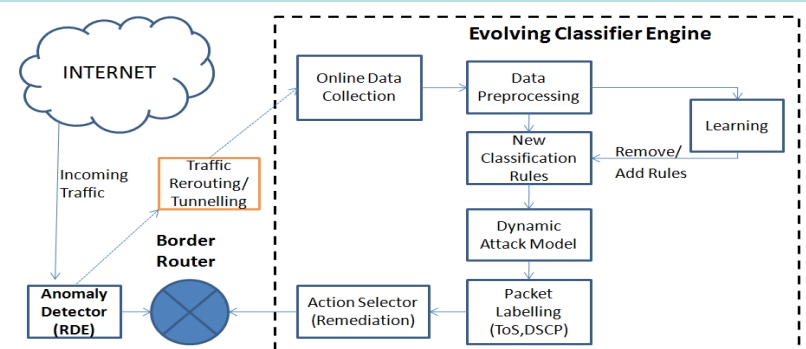 Evolving Classifier Engine
INTERNET
Online Data
Collection
Data
Preprocessing
Learning
New
Classification
Rules
Remove/
Add Rules
Incoming
Traffic
Traffic
Rerouting/
Tunnelling
Dynamic
Attack Model
Border
Router
Anomaly
Detector
(RDE)
Action Selector
(Remediation)
Packet
Labelling
(ToS,DSCP)